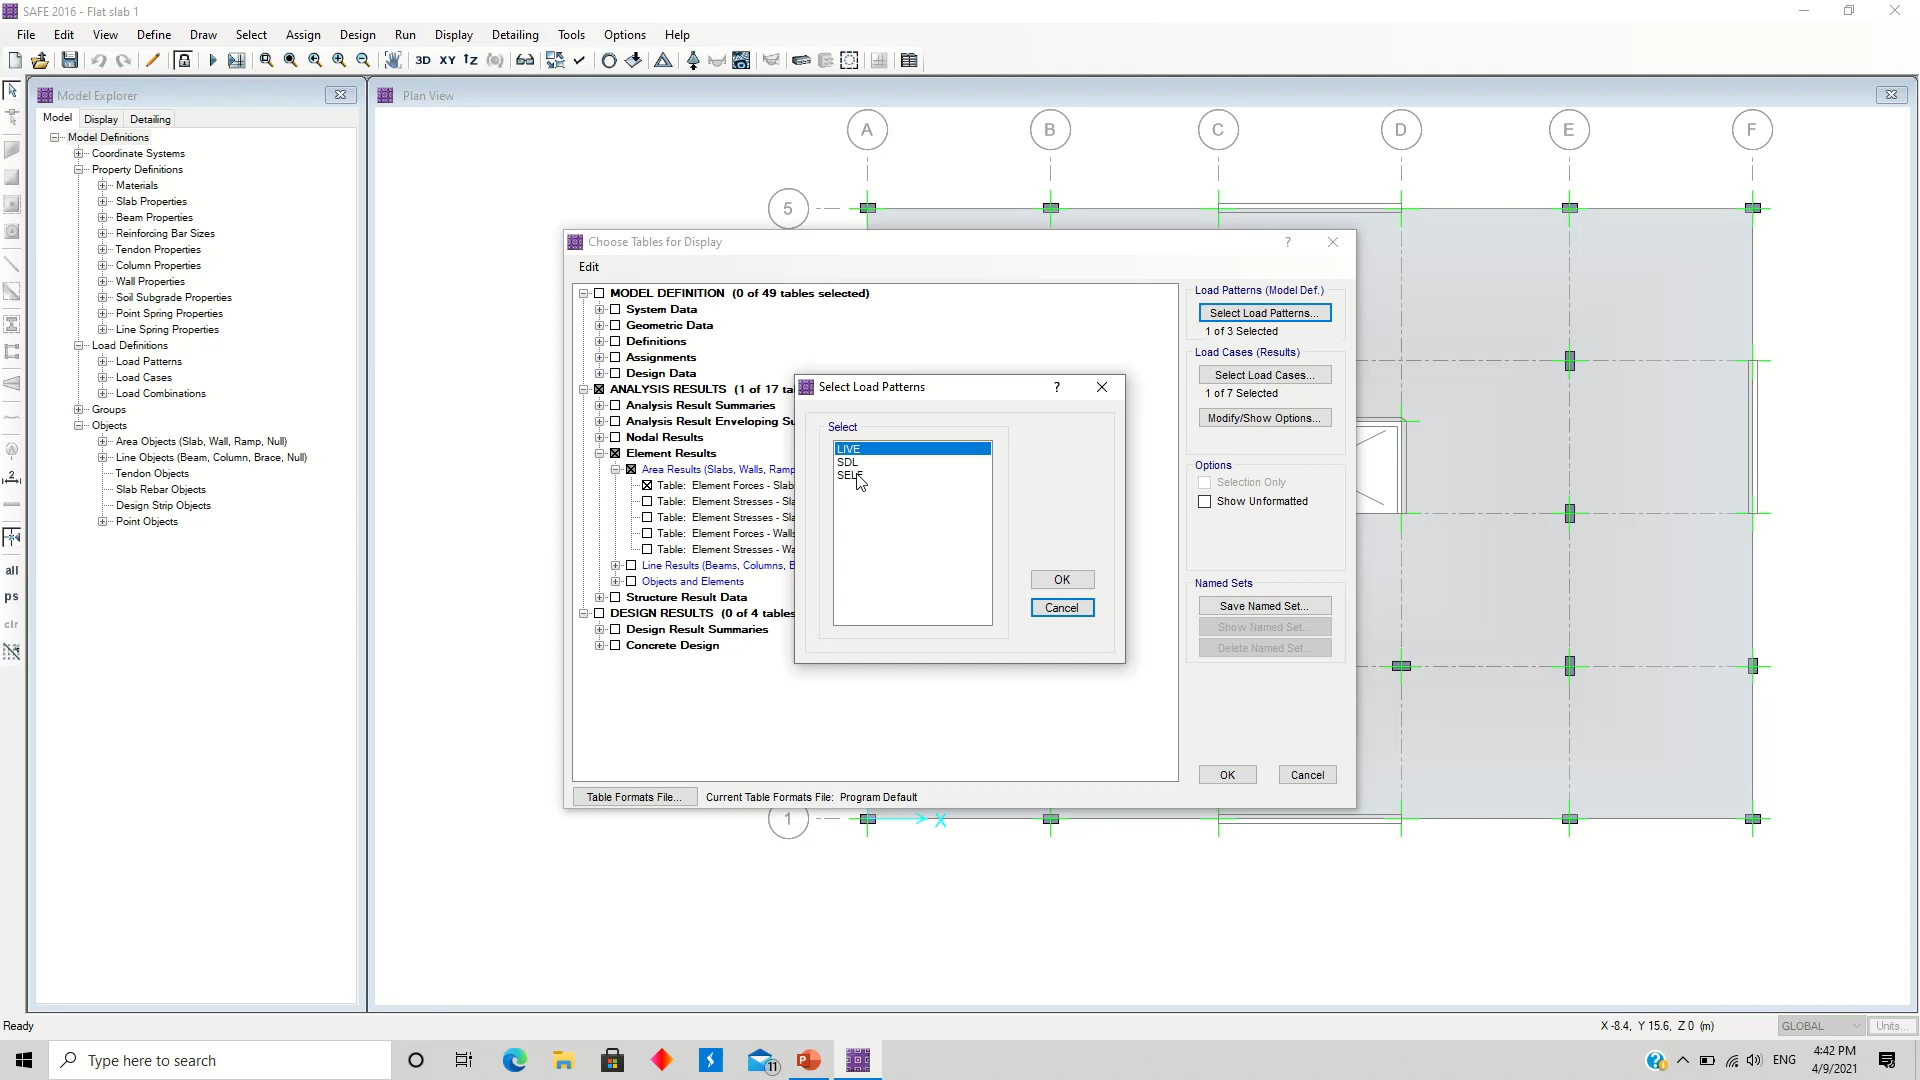 SAFE 2016 - Flat slab 1
File Edit View Define Draw Select Assign Design Run Display Detailing Tools Options Help
3D XY
Model Explorer
Model Display Detailing
Model Definitions
Coordinate Systems
Property Definitions
Materials
Slab Properties
Beam Properties
Reinforcing Bar Sizes
Tendon Properties
Column Properties
Wall Properties
Soil Subgrade Properties
Point Spring Properties
Line Spring Properties
Load Definitions
Load Patterns
Load Cases
Load Combinations
Groups
Objects
Area Objects (Slab, Wall, Ramp, Null)
Line Objects (Beam, Column, Brace, Null)
Tendon Objects
Slab Rebar Objects
Design Strip Objects
Point Objects
all
ps
clr
Plan View
A B C D E F
5
1
X
Choose Tables for Display
?
Edit
MODEL DEFINITION (0 of 49 tables selected)
System Data
Geometric Data
Definitions
Assignments
Design Data
ANALYSIS RESULTS (1 of 17 ta
Analysis Result Summaries
Analysis Result Enveloping Su
Nodal Results
Element Results
Area Results (Slabs, Walls, Ramp
Table: Element Forces - Slab
Table: Element Stresses - Sla
Table: Element Stresses - Sla
Table: Element Forces - Walls
Table: Element Stresses - Wa
Line Results (Beams, Columns, B
Objects and Elements
Structure Result Data
DESIGN RESULTS (0 of 4 tables
Design Result Summaries
Concrete Design
Table Formats File... Current Table Formats File: Program Default
Load Patterns (Model Def.)
Select Load Patterns...
1 of 3 Selected
Load Cases (Results)
Select Load Cases...
1 of 7 Selected
Modify/Show Options...
Options
Selection Only
Show Unformatted
Named Sets
Save Named Set...
Show Named Set...
Delete Named Set...
OK Cancel
Select Load Patterns
?
Select
LIVE
SDL
SELF
OK
Cancel
Ready
X -8.4, Y 15.6, Z 0 (m)
GLOBAL
Units...
Type here to search
11
ENG
4:42 PM
4/9/2021